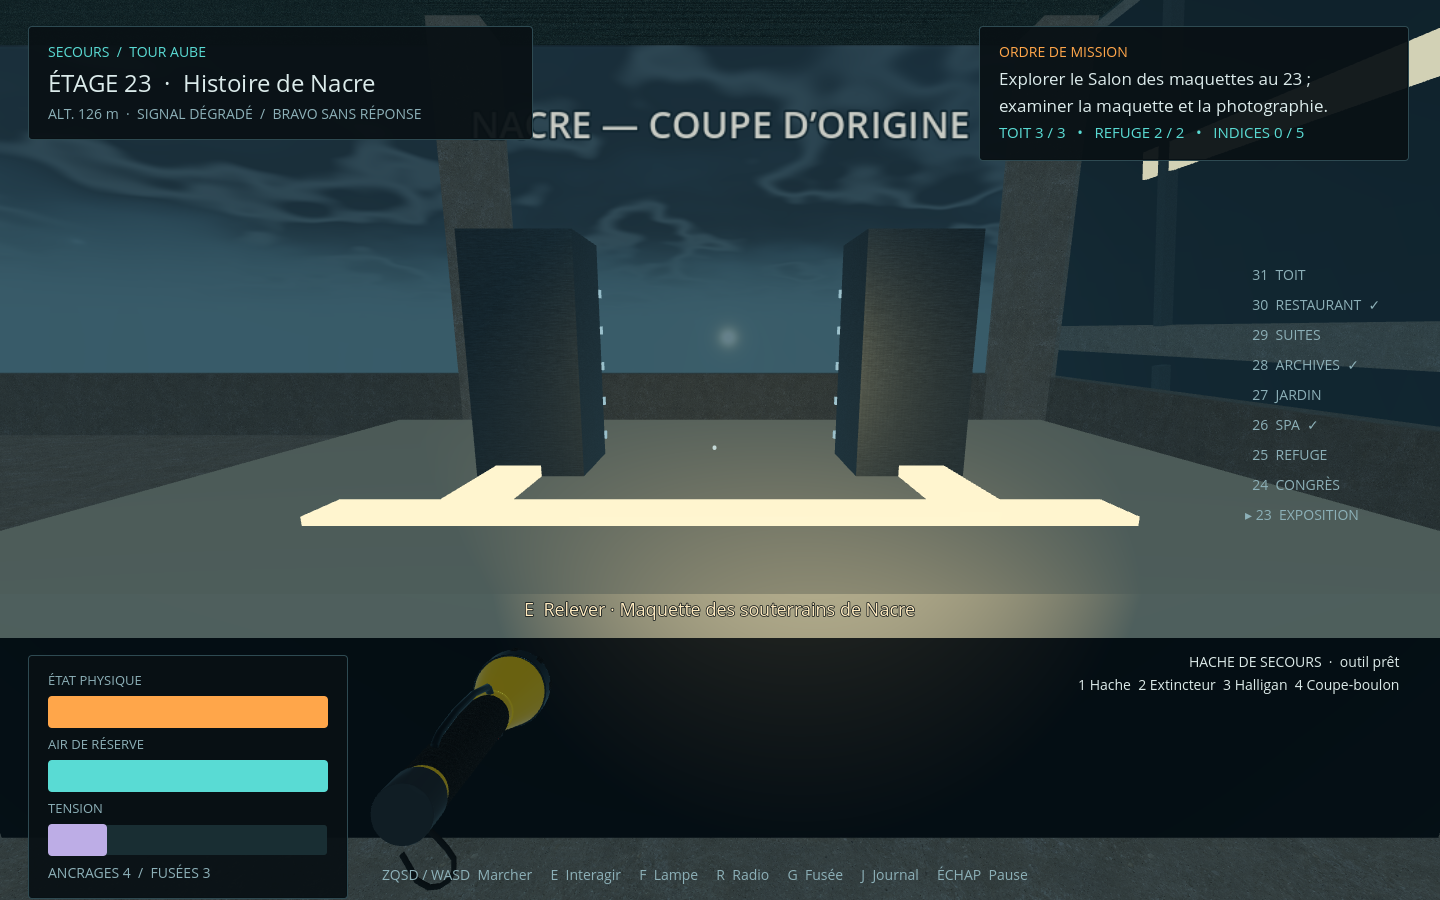 SECOURS / TOUR AUBE
ÉTAGE 23 · Histoire de Nacre
ALT. 126 m · SIGNAL DÉGRADÉ / BRAVO SANS RÉPONSE
NACRE — COUPE D’ORIGINE
ORDRE DE MISSION
Explorer le Salon des maquettes au 23 ;
examiner la maquette et la photographie.
TOIT 3 / 3 • REFUGE 2 / 2 • INDICES 0 / 5
31 TOIT
30 RESTAURANT ✓
29 SUITES
28 ARCHIVES ✓
27 JARDIN
26 SPA ✓
25 REFUGE
24 CONGRÈS
▸ 23 EXPOSITION
E Relever · Maquette des souterrains de Nacre
HACHE DE SECOURS · outil prêt
1 Hache 2 Extincteur 3 Halligan 4 Coupe-boulon
ÉTAT PHYSIQUE
AIR DE RÉSERVE
TENSION
ANCRAGES 4 / FUSÉES 3
ZQSD / WASD Marcher E Interagir F Lampe R Radio G Fusée J Journal ÉCHAP Pause